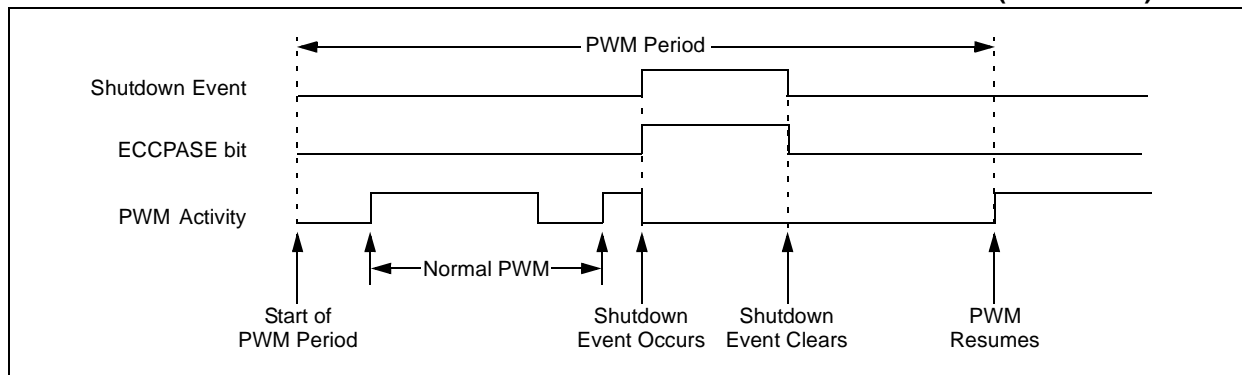 PWM Period
Shutdown Event
ECCPASE bit
PWM Activity
Normal PWM
Start of
PWM Period
Shutdown
Event Occurs
Shutdown
Event Clears
PWM
Resumes